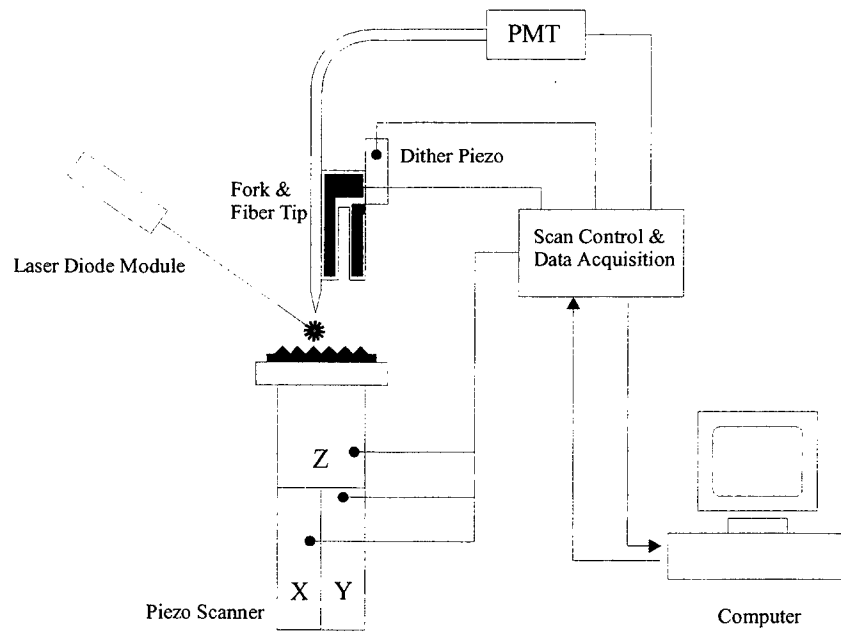 PMT
Dither Piezo
Fork &
Fiber Tip
Scan Control &
Data Acquisition
Laser Diode Module
Z
X
Y
Piezo Scanner
Computer